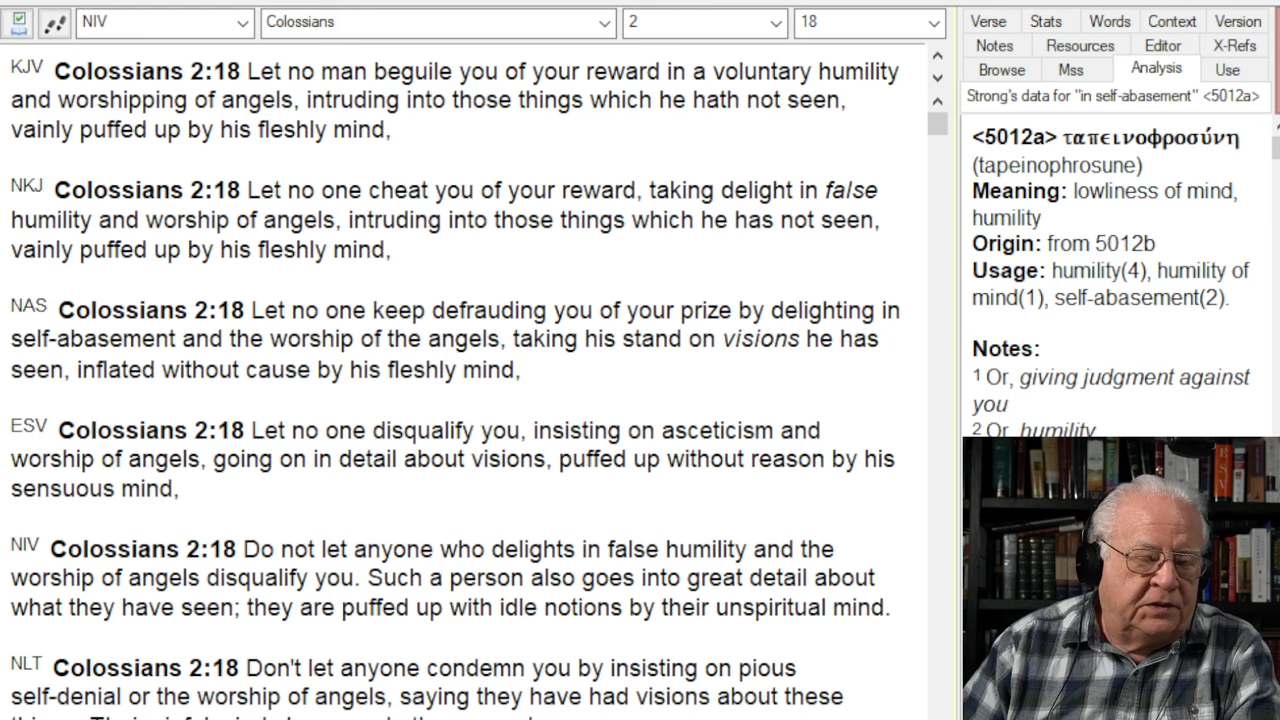 NIV Colossians 2 18
KJV Colossians 2:18 Let no man beguile you of your reward in a voluntary humility
and worshipping of angels, intruding into those things which he hath not seen,
vainly puffed up by his fleshly mind,
NKJ Colossians 2:18 Let no one cheat you of your reward, taking delight in false
humility and worship of angels, intruding into those things which he has not seen,
vainly puffed up by his fleshly mind,
NAS Colossians 2:18 Let no one keep defrauding you of your prize by delighting in
self-abasement and the worship of the angels, taking his stand on visions he has
seen, inflated without cause by his fleshly mind,
ESV Colossians 2:18 Let no one disqualify you, insisting on asceticism and
worship of angels, going on in detail about visions, puffed up without reason by his
sensuous mind,
NIV Colossians 2:18 Do not let anyone who delights in false humility and the
worship of angels disqualify you. Such a person also goes into great detail about
what they have seen; they are puffed up with idle notions by their unspiritual mind.
NLT Colossians 2:18 Don't let anyone condemn you by insisting on pious
self-denial or the worship of angels, saying they have had visions about these
Verse Stats Words Context Version
Notes Resources Editor X-Refs
Browse Mss Analysis Use
Strong's data for "in self-abasement" <5012a>
<5012a> ταπεινοφροσύνη
(tapeinophrosune)
Meaning: lowliness of mind,
humility
Origin: from 5012b
Usage: humility(4), humility of
mind(1), self-abasement(2).
Notes:
1 Or, giving judgment against
you
2 Or, humility
ESV